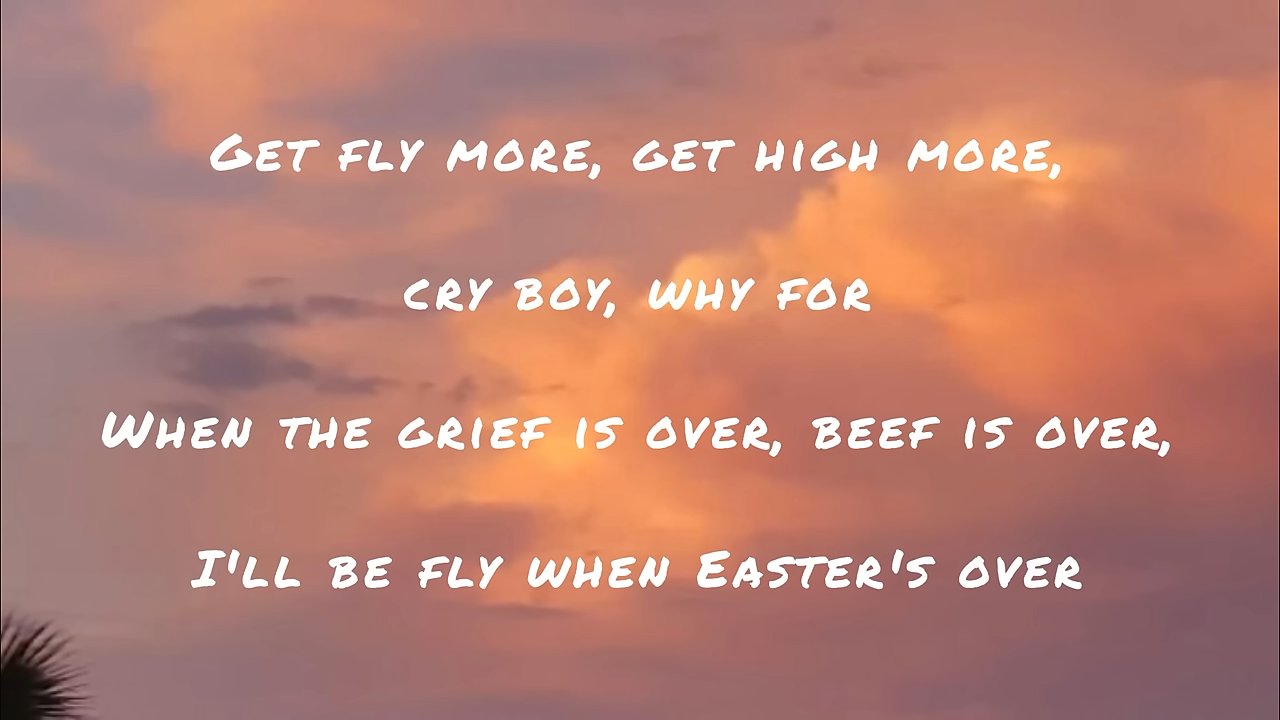 Get fly more, get high more,
cry boy, why for
When the grief is over, beef is over,
I'll be fly when Easter's over